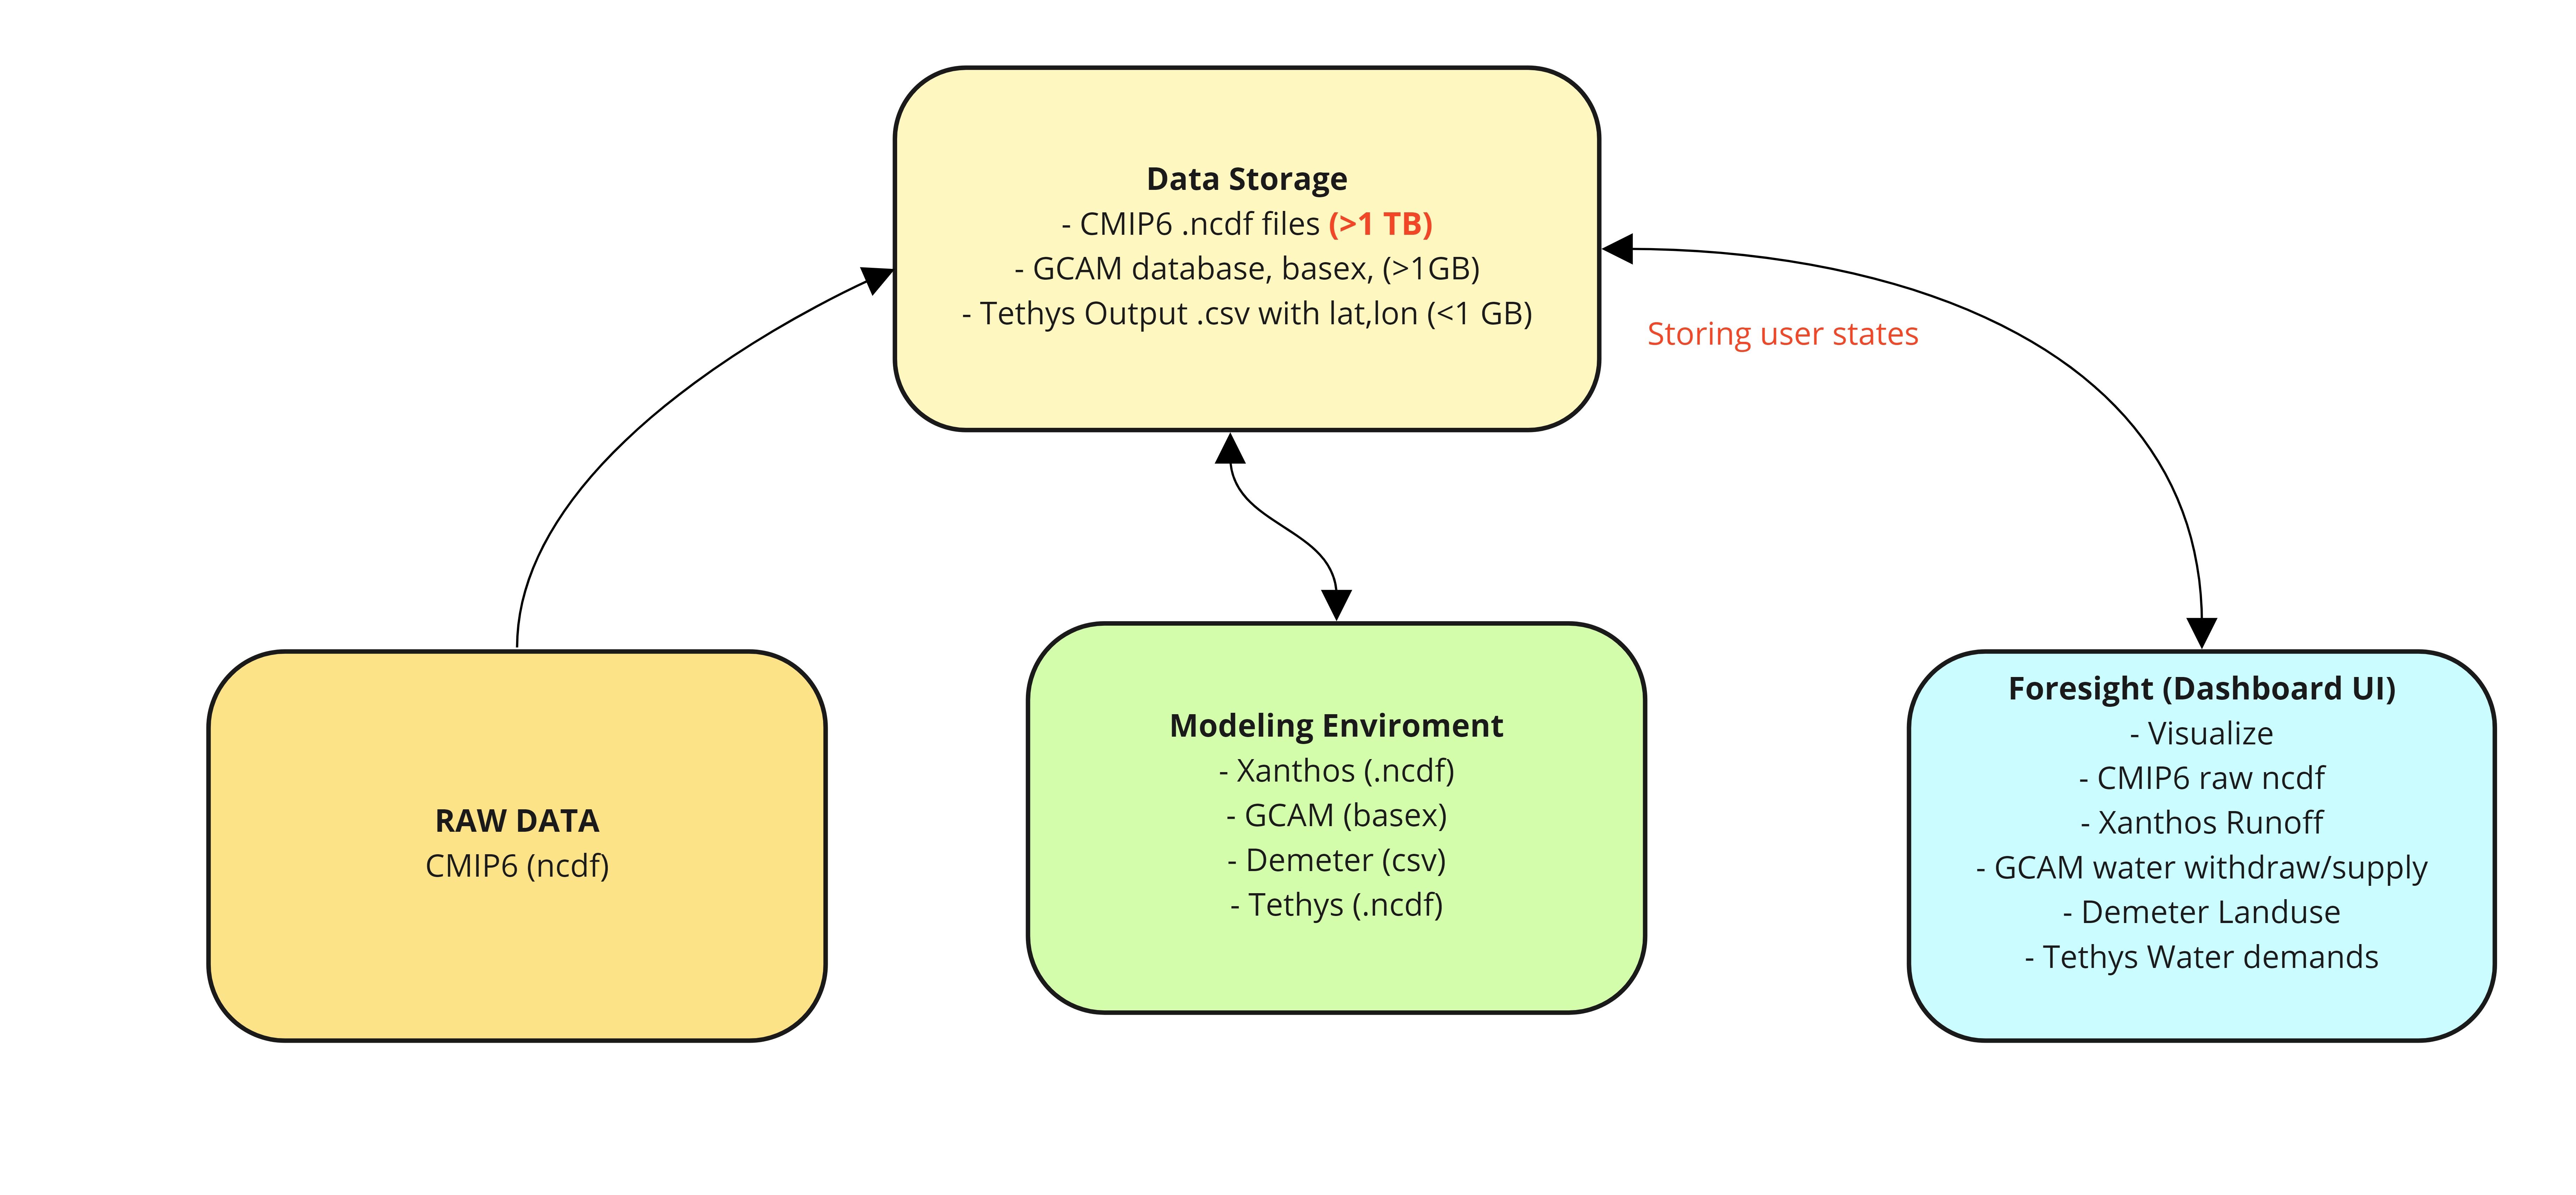 Data Storage
- CMIP6 .ncdf files (>1 TB)
- GCAM database, basex, (>1GB)
- Tethys Output .csv with lat,lon (<1 GB)
Storing user states
RAW DATA
CMIP6 (ncdf)
Modeling Enviroment
- Xanthos (.ncdf)
- GCAM (basex)
- Demeter (csv)
- Tethys (.ncdf)
Foresight (Dashboard UI)
- Visualize
- CMIP6 raw ncdf
- Xanthos Runoff
- GCAM water withdraw/supply
- Demeter Landuse
- Tethys Water demands